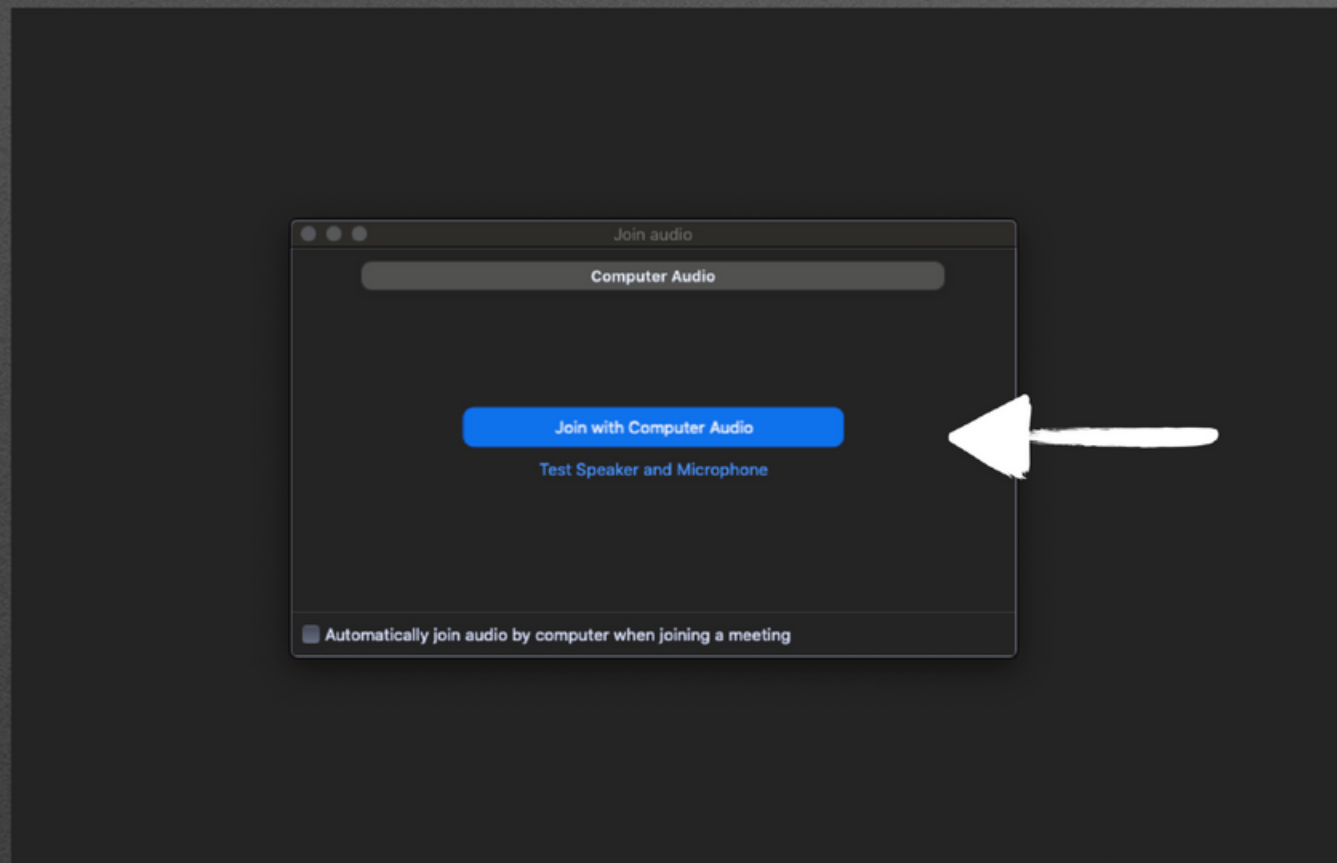 Join audio
Computer Audio
Join with Computer Audio
Test Speaker and Microphone
Automatically join audio by computer when joining a meeting